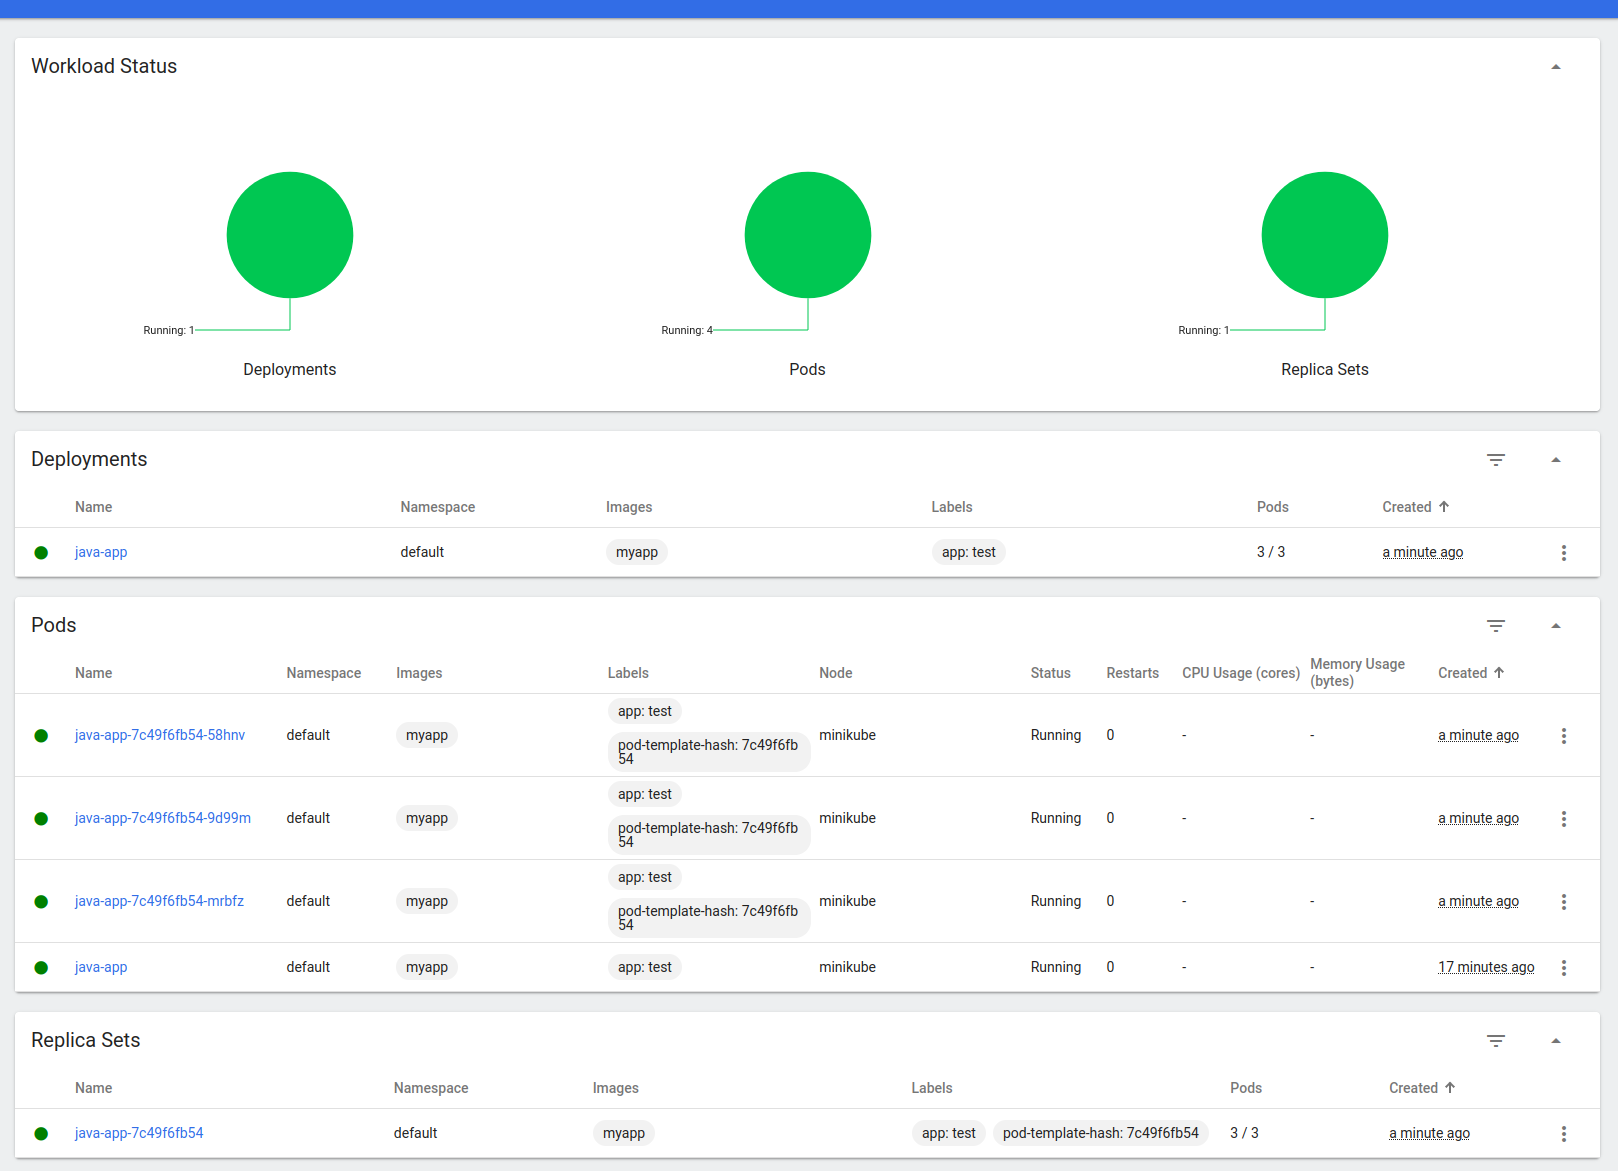 Workload Status
Running: 1
Running: 4
Running: 1
Deployments
Pods
Replica Sets
Deployments
Name Namespace Images Labels Pods Created
java-app default myapp app: test 3 / 3 a minute ago
Pods
Name Namespace Images Labels Node Status Restarts CPU Usage (cores) Memory Usage (bytes) Created
java-app-7c49f6fb54-58hnv default myapp app: test pod-template-hash: 7c49f6fb54 minikube Running 0 - - a minute ago
java-app-7c49f6fb54-9d99m default myapp app: test pod-template-hash: 7c49f6fb54 minikube Running 0 - - a minute ago
java-app-7c49f6fb54-mrbfz default myapp app: test pod-template-hash: 7c49f6fb54 minikube Running 0 - - a minute ago
java-app default myapp app: test minikube Running 0 - - 17 minutes ago
Replica Sets
Name Namespace Images Labels Pods Created
java-app-7c49f6fb54 default myapp app: test pod-template-hash: 7c49f6fb54 3 / 3 a minute ago